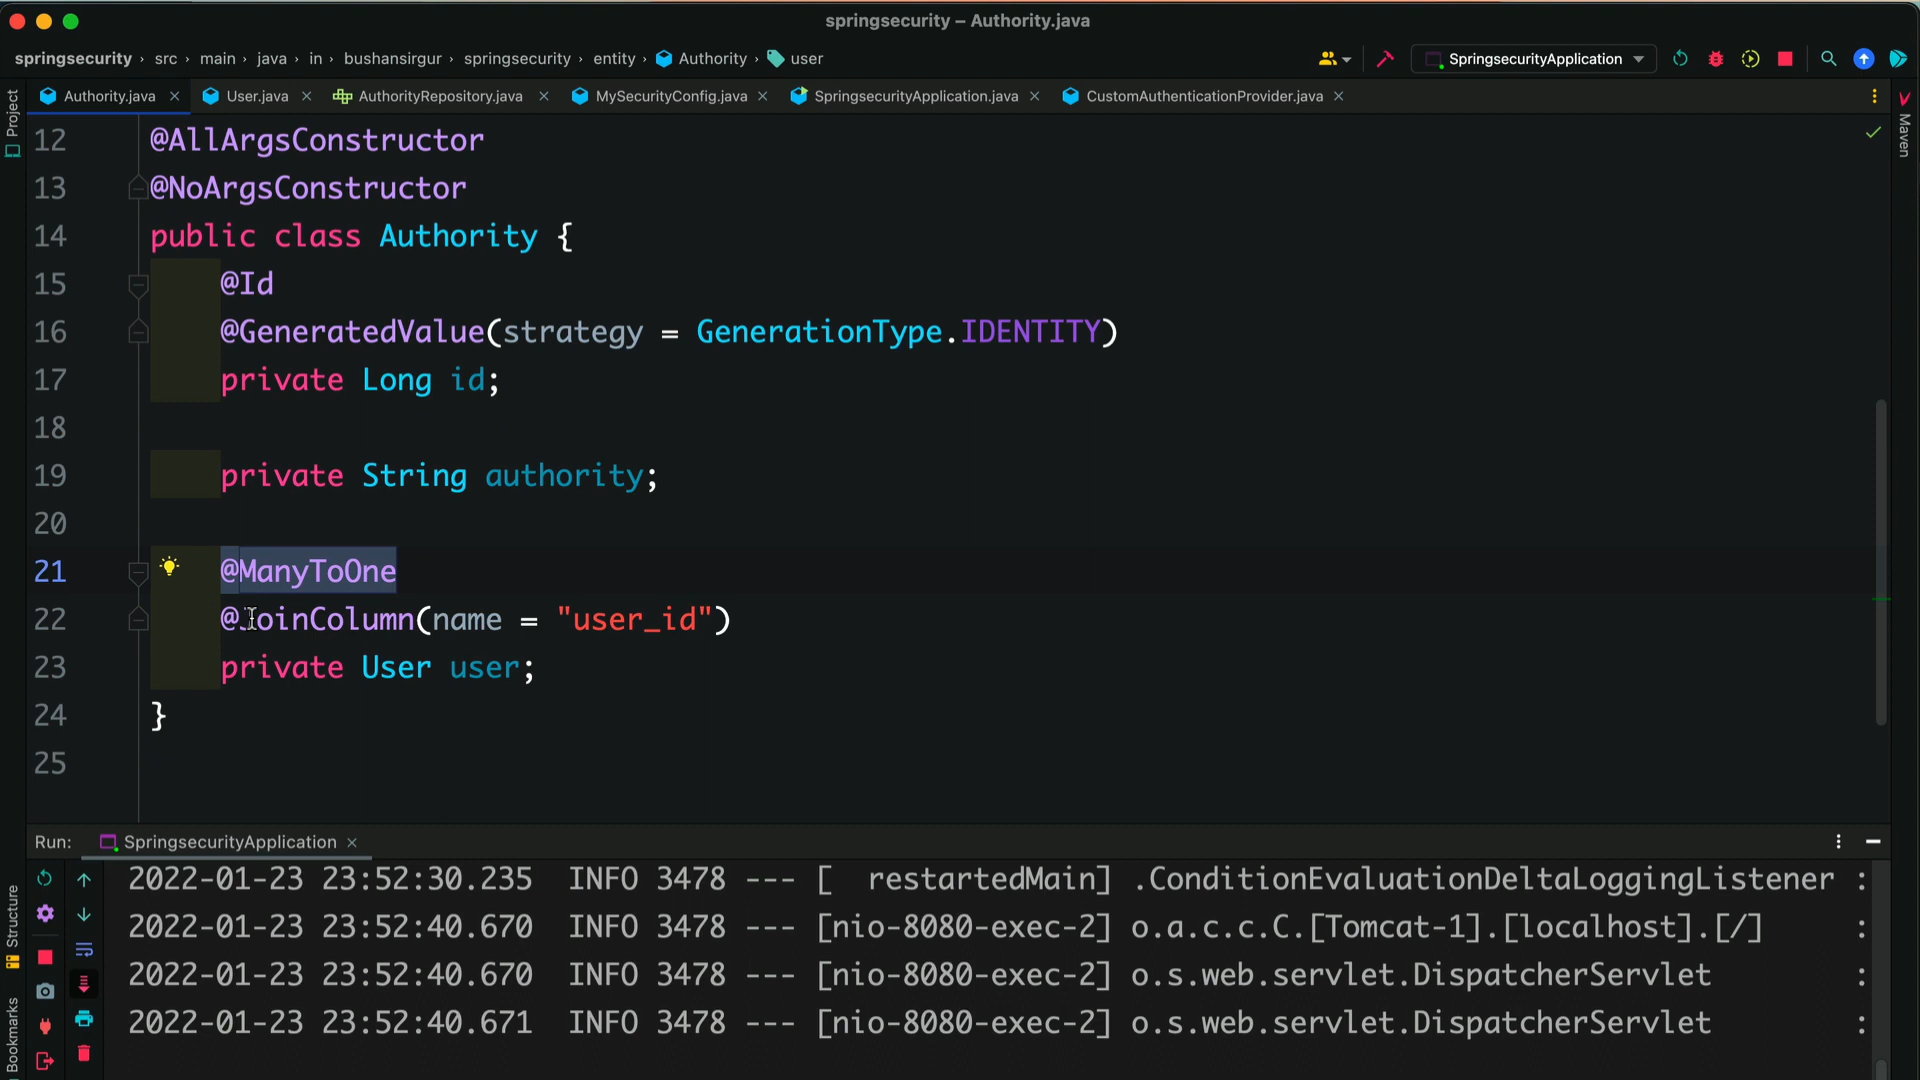 springsecurity – Authority.java
springsecurity › src › main › java › in › bushansirgur › springsecurity › entity › Authority › user
SpringsecurityApplication
Authority.java × User.java × AuthorityRepository.java × MySecurityConfig.java × SpringsecurityApplication.java × CustomAuthenticationProvider.java ×
Project
Maven
12 @AllArgsConstructor
13 @NoArgsConstructor
14 public class Authority {
15 @Id
16 @GeneratedValue(strategy = GenerationType.IDENTITY)
17 private Long id;
18
19 private String authority;
20
21 @ManyToOne
22 @JoinColumn(name = "user_id")
23 private User user;
24 }
25
Run: SpringsecurityApplication ×
2022-01-23 23:52:30.235 INFO 3478 --- [ restartedMain] .ConditionEvaluationDeltaLoggingListener :
2022-01-23 23:52:40.670 INFO 3478 --- [nio-8080-exec-2] o.a.c.c.C.[Tomcat-1].[localhost].[/] :
2022-01-23 23:52:40.670 INFO 3478 --- [nio-8080-exec-2] o.s.web.servlet.DispatcherServlet :
2022-01-23 23:52:40.671 INFO 3478 --- [nio-8080-exec-2] o.s.web.servlet.DispatcherServlet :
Structure
Bookmarks